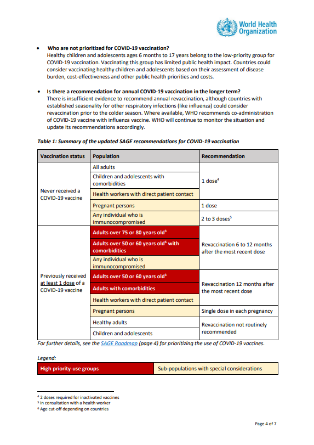 World Health
Organization
• Who are not prioritized for COVID-19 vaccination?
Healthy children and adolescents ages 6 months to 17 years belong to the low-priority group for
COVID-19 vaccination. Vaccinating this group has limited public health impact. Countries could
consider vaccinating healthy children and adolescents based on their assessment of disease
burden, cost-effectiveness and other public health priorities and costs.
• Is there a recommendation for annual COVID-19 vaccination in the longer term?
There is insufficient evidence to recommend annual revaccination, although countries with
established seasonality for other respiratory infections (like influenza) could consider
revaccination prior to the colder season. Where available, WHO recommends co-administration
of COVID-19 vaccine with influenza vaccine. WHO will continue to monitor the situation and
update its recommendations accordingly.
Table 1: Summary of the updated SAGE recommendations for COVID-19 vaccination
Vaccination status Population Recommendation
Never received a
COVID-19 vaccine
All adults
Children and adolescents with
comorbidities
Health workers with direct patient contact
1 dose⁴
Pregnant persons 1 dose
Any individual who is
immunocompromised
2 to 3 doses⁵
Previously received
at least 1 dose of a
COVID-19 vaccine
Adults over 75 or 80 years old⁶
Adults over 50 or 60 years old⁶ with
comorbidities
Any individual who is
immunocompromised
Revaccination 6 to 12 months
after the most recent dose
Adults over 50 or 60 years old⁶
Adults with comorbidities
Health workers with direct patient contact
Revaccination 12 months after
the most recent dose
Pregnant persons Single dose in each pregnancy
Healthy adults
Children and adolescents
Revaccination not routinely
recommended
For further details, see the SAGE Roadmap (page 4) for prioritizing the use of COVID-19 vaccines.
Legend:
High priority use groups Sub-populations with special considerations
⁴ 2 doses required for inactivated vaccines
⁵ In consultation with a health worker
⁶ Age cut-off depending on countries
Page 4 of 7